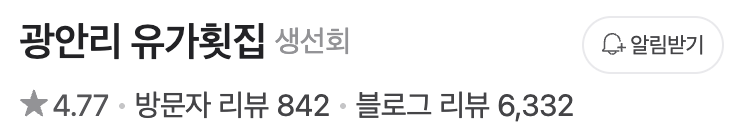 광안리 유가횟집 생선회 알림받기
★4.77 · 방문자 리뷰 842 · 블로그 리뷰 6,332